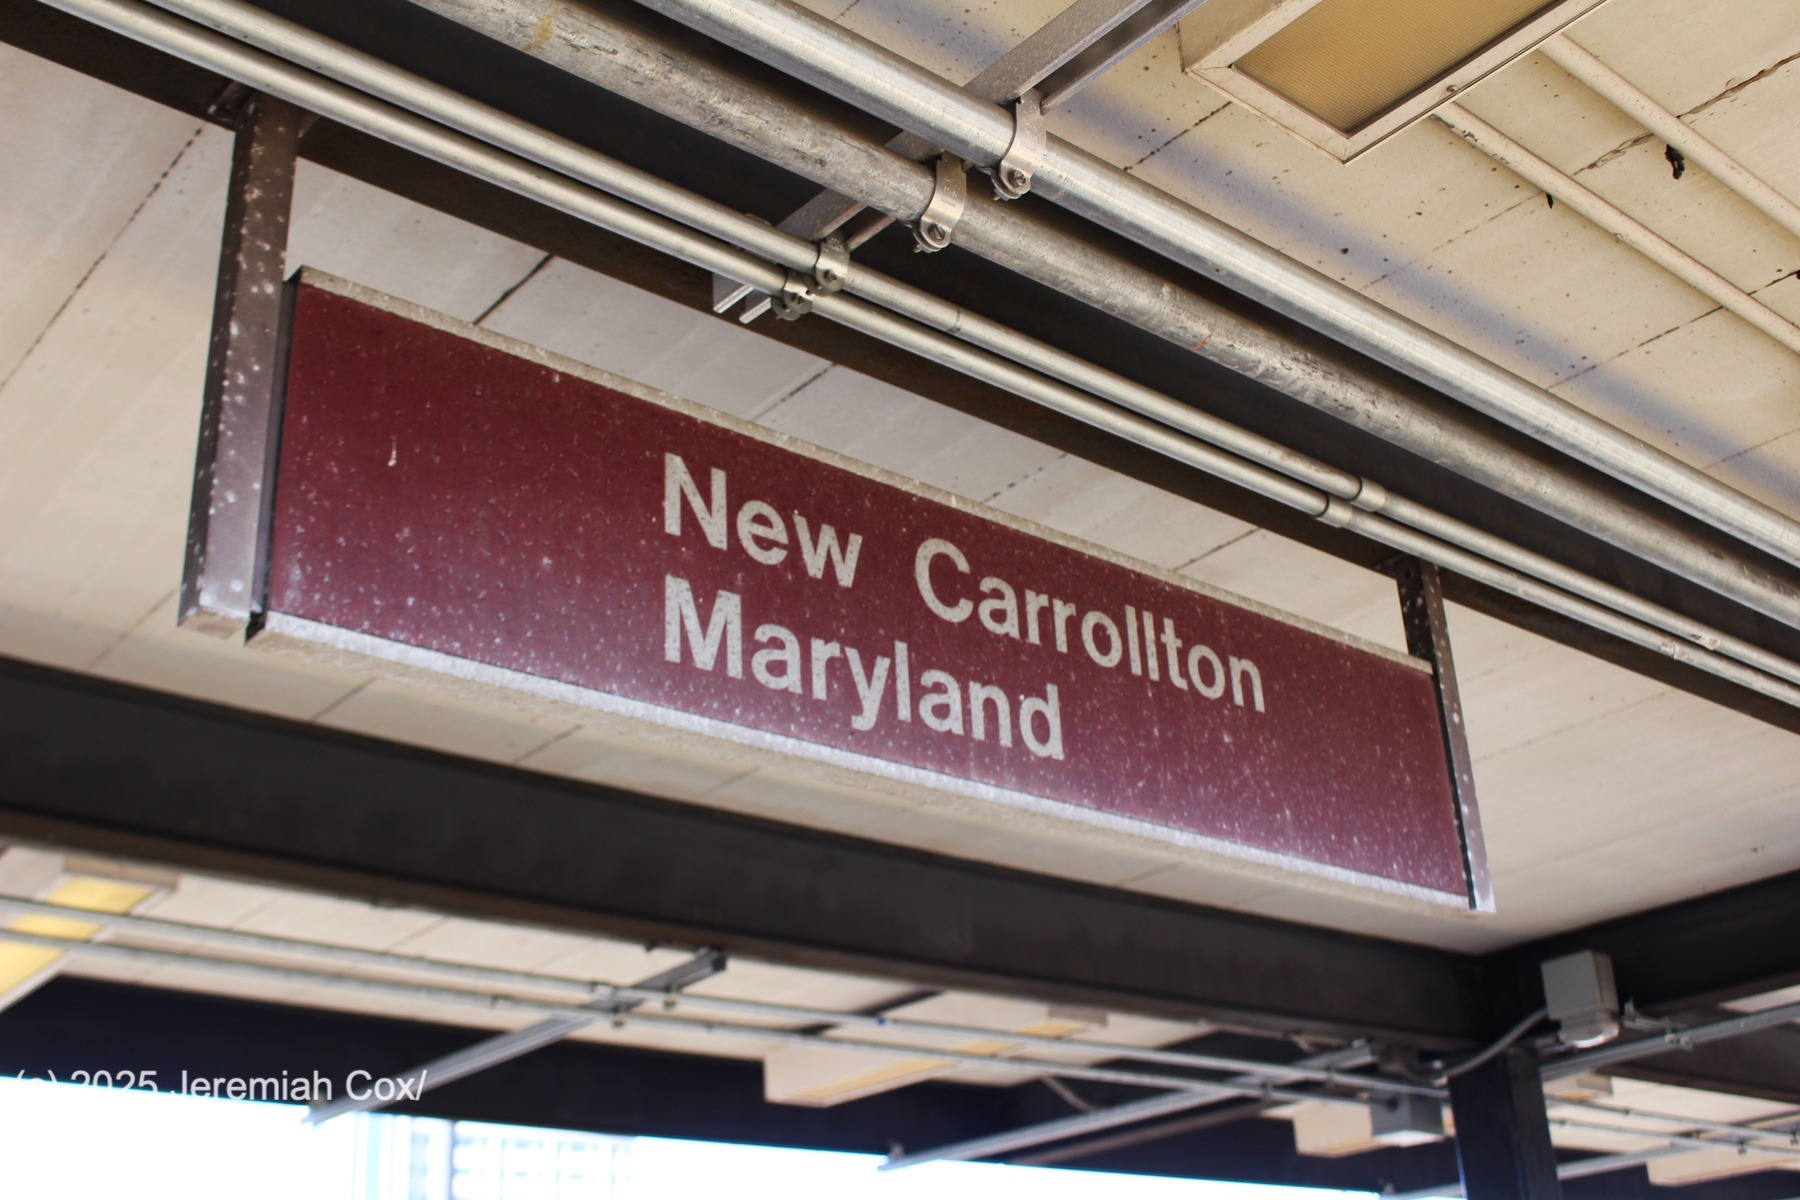 New Carrollton
Maryland
(c) 2025 Jeremiah Cox/